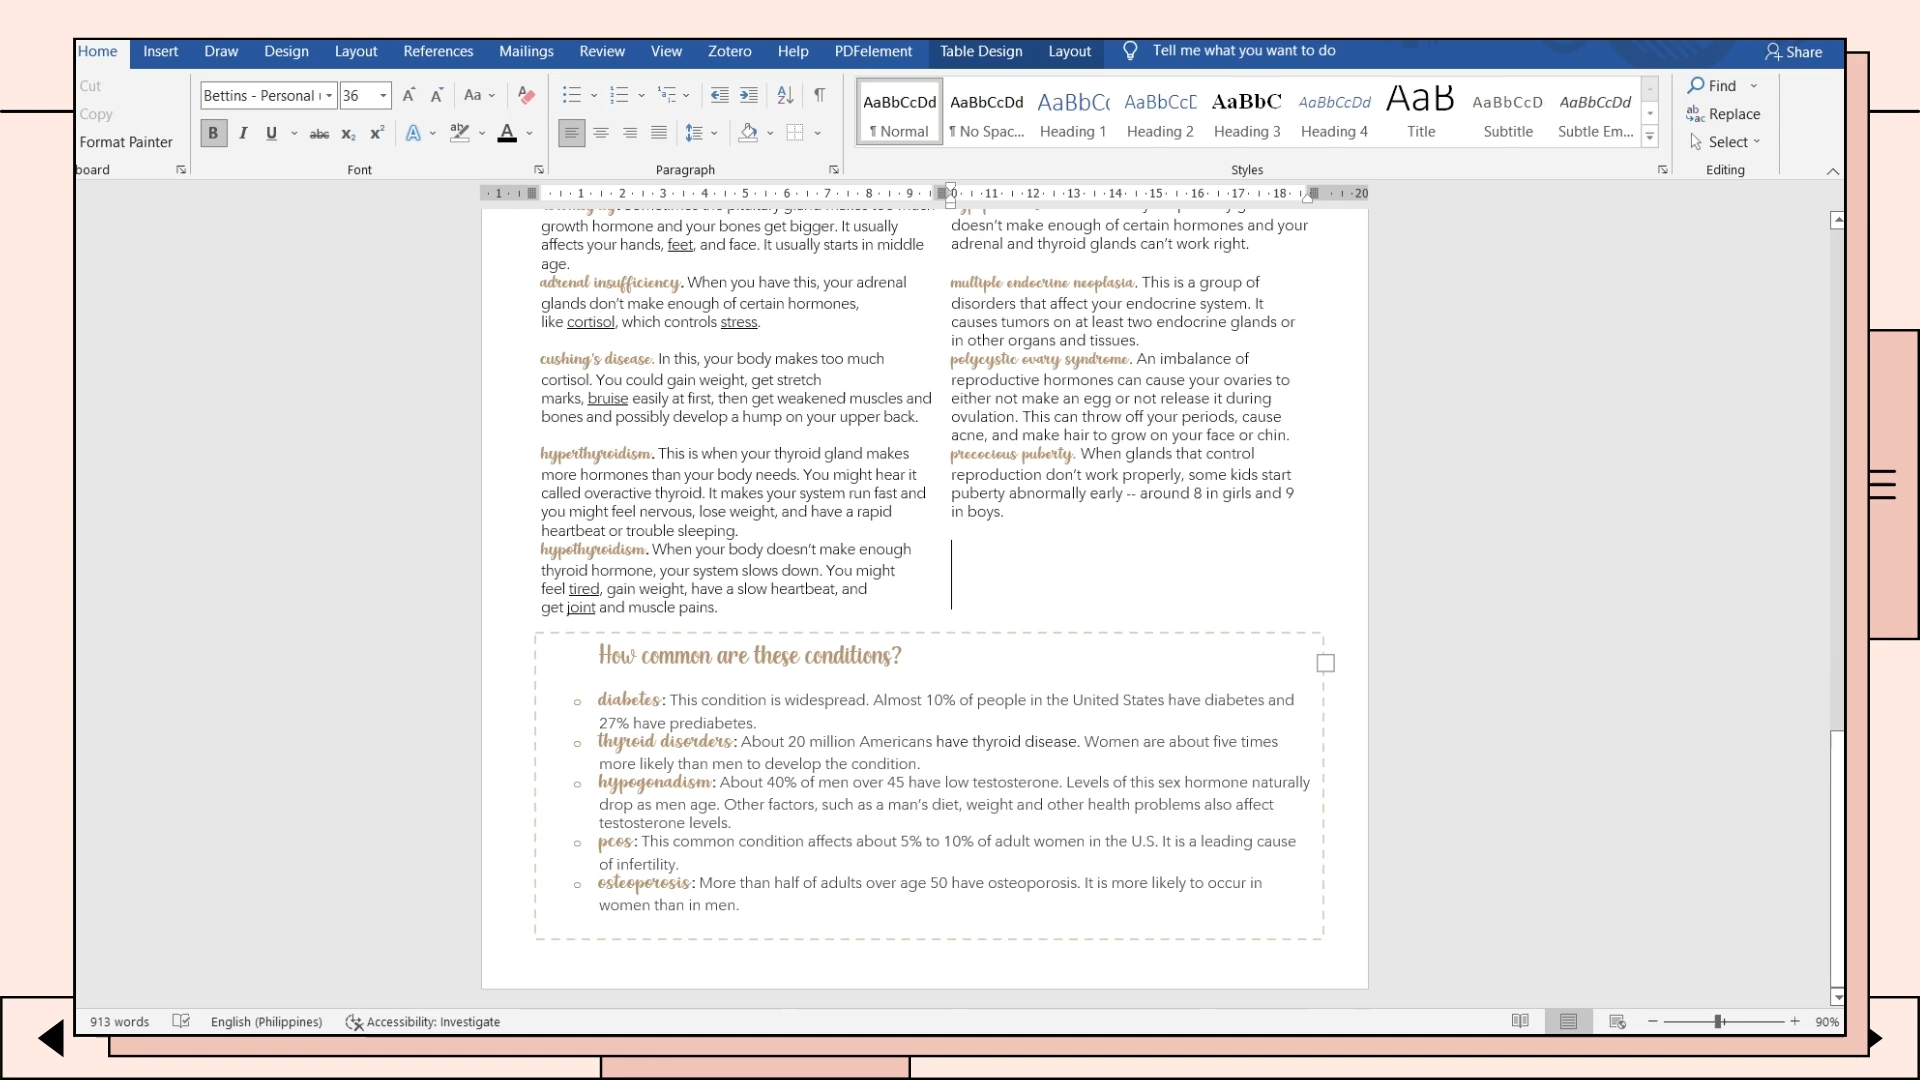 Home Insert Draw Design Layout References Mailings Review View Zotero Help PDFelement Table Design Layout Tell me what you want to do Share
Cut
Copy
Format Painter
board
Bettins - Personal 36
Font
Paragraph
AaBbCcDd AaBbCcDd AaBbC AaBbCcE AaBbC AaBbCcDd AaB AaBbCcD AaBbCcDd
¶ Normal ¶ No Spac... Heading 1 Heading 2 Heading 3 Heading 4 Title Subtitle Subtle Em...
Styles
Find
Replace
Select
Editing
growth hormone and your bones get bigger. It usually
affects your hands, feet, and face. It usually starts in middle
age.
adrenal insufficiency. When you have this, your adrenal
glands don't make enough of certain hormones,
like cortisol, which controls stress.
cushing's disease. In this, your body makes too much
cortisol. You could gain weight, get stretch
marks, bruise easily at first, then get weakened muscles and
bones and possibly develop a hump on your upper back.
hyperthyroidism. This is when your thyroid gland makes
more hormones than your body needs. You might hear it
called overactive thyroid. It makes your system run fast and
you might feel nervous, lose weight, and have a rapid
heartbeat or trouble sleeping.
hypothyroidism. When your body doesn't make enough
thyroid hormone, your system slows down. You might
feel tired, gain weight, have a slow heartbeat, and
get joint and muscle pains.
doesn't make enough of certain hormones and your
adrenal and thyroid glands can't work right.
multiple endocrine neoplasia. This is a group of
disorders that affect your endocrine system. It
causes tumors on at least two endocrine glands or
in other organs and tissues.
polycystic ovary syndrome. An imbalance of
reproductive hormones can cause your ovaries to
either not make an egg or not release it during
ovulation. This can throw off your periods, cause
acne, and make hair to grow on your face or chin.
precocious puberty. When glands that control
reproduction don't work properly, some kids start
puberty abnormally early -- around 8 in girls and 9
in boys.
How common are these conditions?
diabetes: This condition is widespread. Almost 10% of people in the United States have diabetes and
27% have prediabetes.
thyroid disorders: About 20 million Americans have thyroid disease. Women are about five times
more likely than men to develop the condition.
hypogonadism: About 40% of men over 45 have low testosterone. Levels of this sex hormone naturally
drop as men age. Other factors, such as a man's diet, weight and other health problems also affect
testosterone levels.
pcos: This common condition affects about 5% to 10% of adult women in the U.S. It is a leading cause
of infertility.
osteoporosis: More than half of adults over age 50 have osteoporosis. It is more likely to occur in
women than in men.
913 words English (Philippines) Accessibility: Investigate 90%